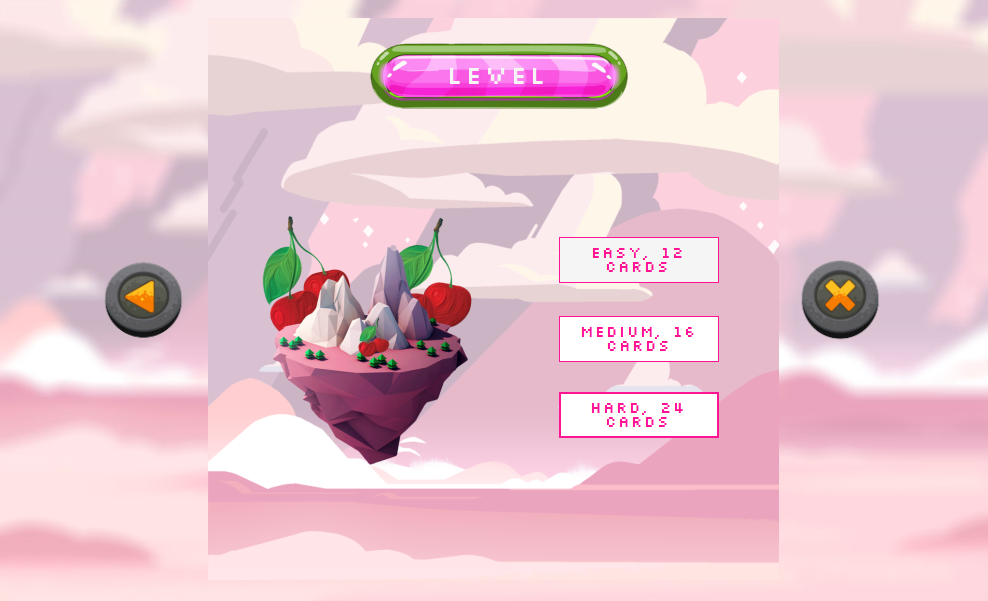 LEVEL
EASY, 12
CARDS
MEDIUM, 16
CARDS
HARD, 24
CARDS